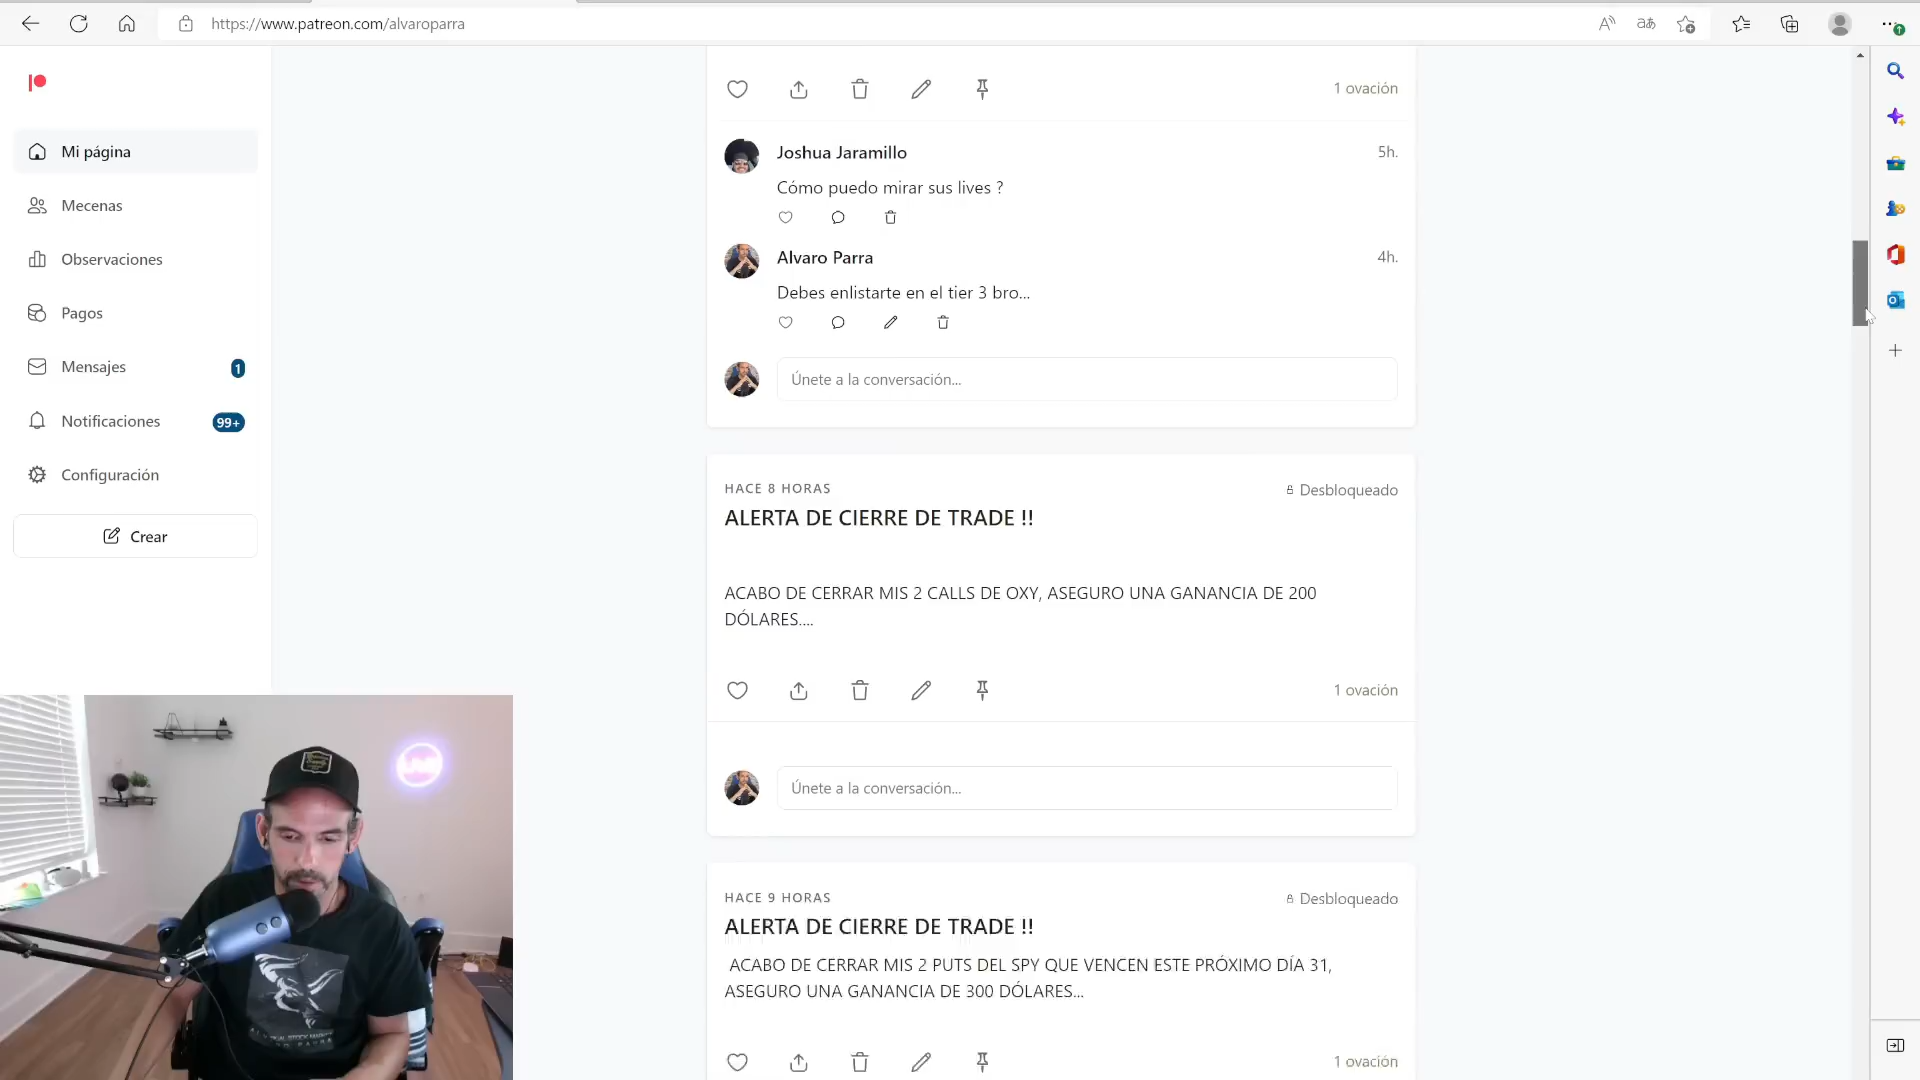 https://www.patreon.com/alvaroparra
Mi página
Mecenas
Observaciones
Pagos
Mensajes
1
Notificaciones
99+
Configuración
Crear
1 ovación
Joshua Jaramillo
5h.
Cómo puedo mirar sus lives ?
Alvaro Parra
4h.
Debes enlistarte en el tier 3 bro...
Únete a la conversación...
HACE 8 HORAS
Desbloqueado
ALERTA DE CIERRE DE TRADE !!
ACABO DE CERRAR MIS 2 CALLS DE OXY, ASEGURO UNA GANANCIA DE 200
DÓLARES....
1 ovación
Únete a la conversación...
HACE 9 HORAS
Desbloqueado
ALERTA DE CIERRE DE TRADE !!
ACABO DE CERRAR MIS 2 PUTS DEL SPY QUE VENCEN ESTE PRÓXIMO DÍA 31,
ASEGURO UNA GANANCIA DE 300 DÓLARES...
1 ovación